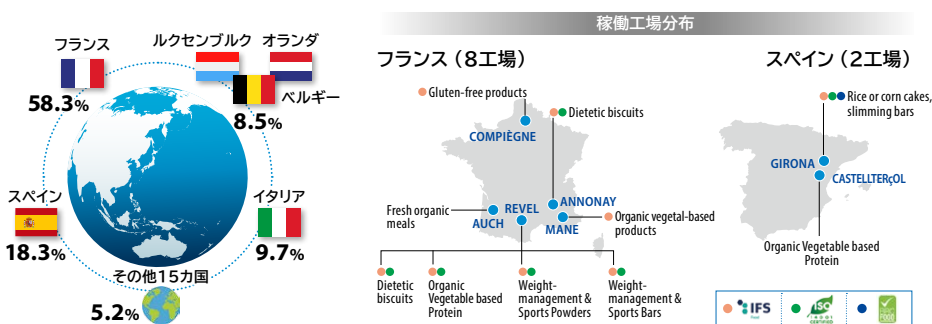 稼働工場分布
フランス
58.3%
ルクセンブルク
オランダ
ベルギー
8.5%
スペイン
18.3%
イタリア
9.7%
その他15カ国
5.2%
フランス（8工場）
Gluten-free products
COMPIÈGNE
Dietetic biscuits
Fresh organic
meals
AUCH
REVEL
ANNONAY
MANE
Organic vegetal-based
products
Dietetic
biscuits
Organic
Vegetable based
Protein
Weight-
management &
Sports Powders
Weight-
management &
Sports Bars
スペイン（2工場）
Rice or corn cakes,
slimming bars
GIRONA
CASTELLTERçOL
Organic Vegetable based
Protein
IFS
ISO
CERTIFIED
FOOD